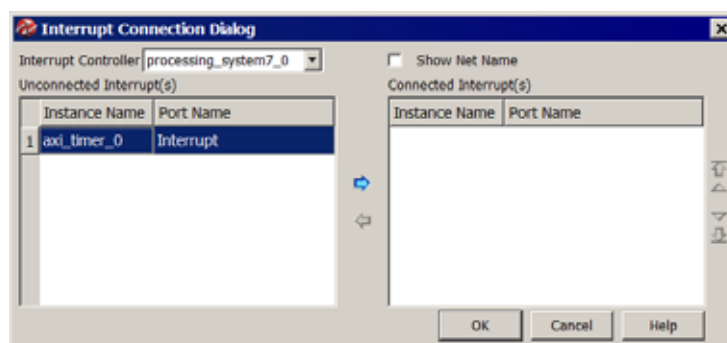 Interrupt Connection Dialog
Interrupt Controller processing_system7_0 Show Net Name
Unconnected Interrupt(s) Connected Interrupt(s)
Instance Name Port Name Instance Name Port Name
1 axi_timer_0 Interrupt
OK Cancel Help